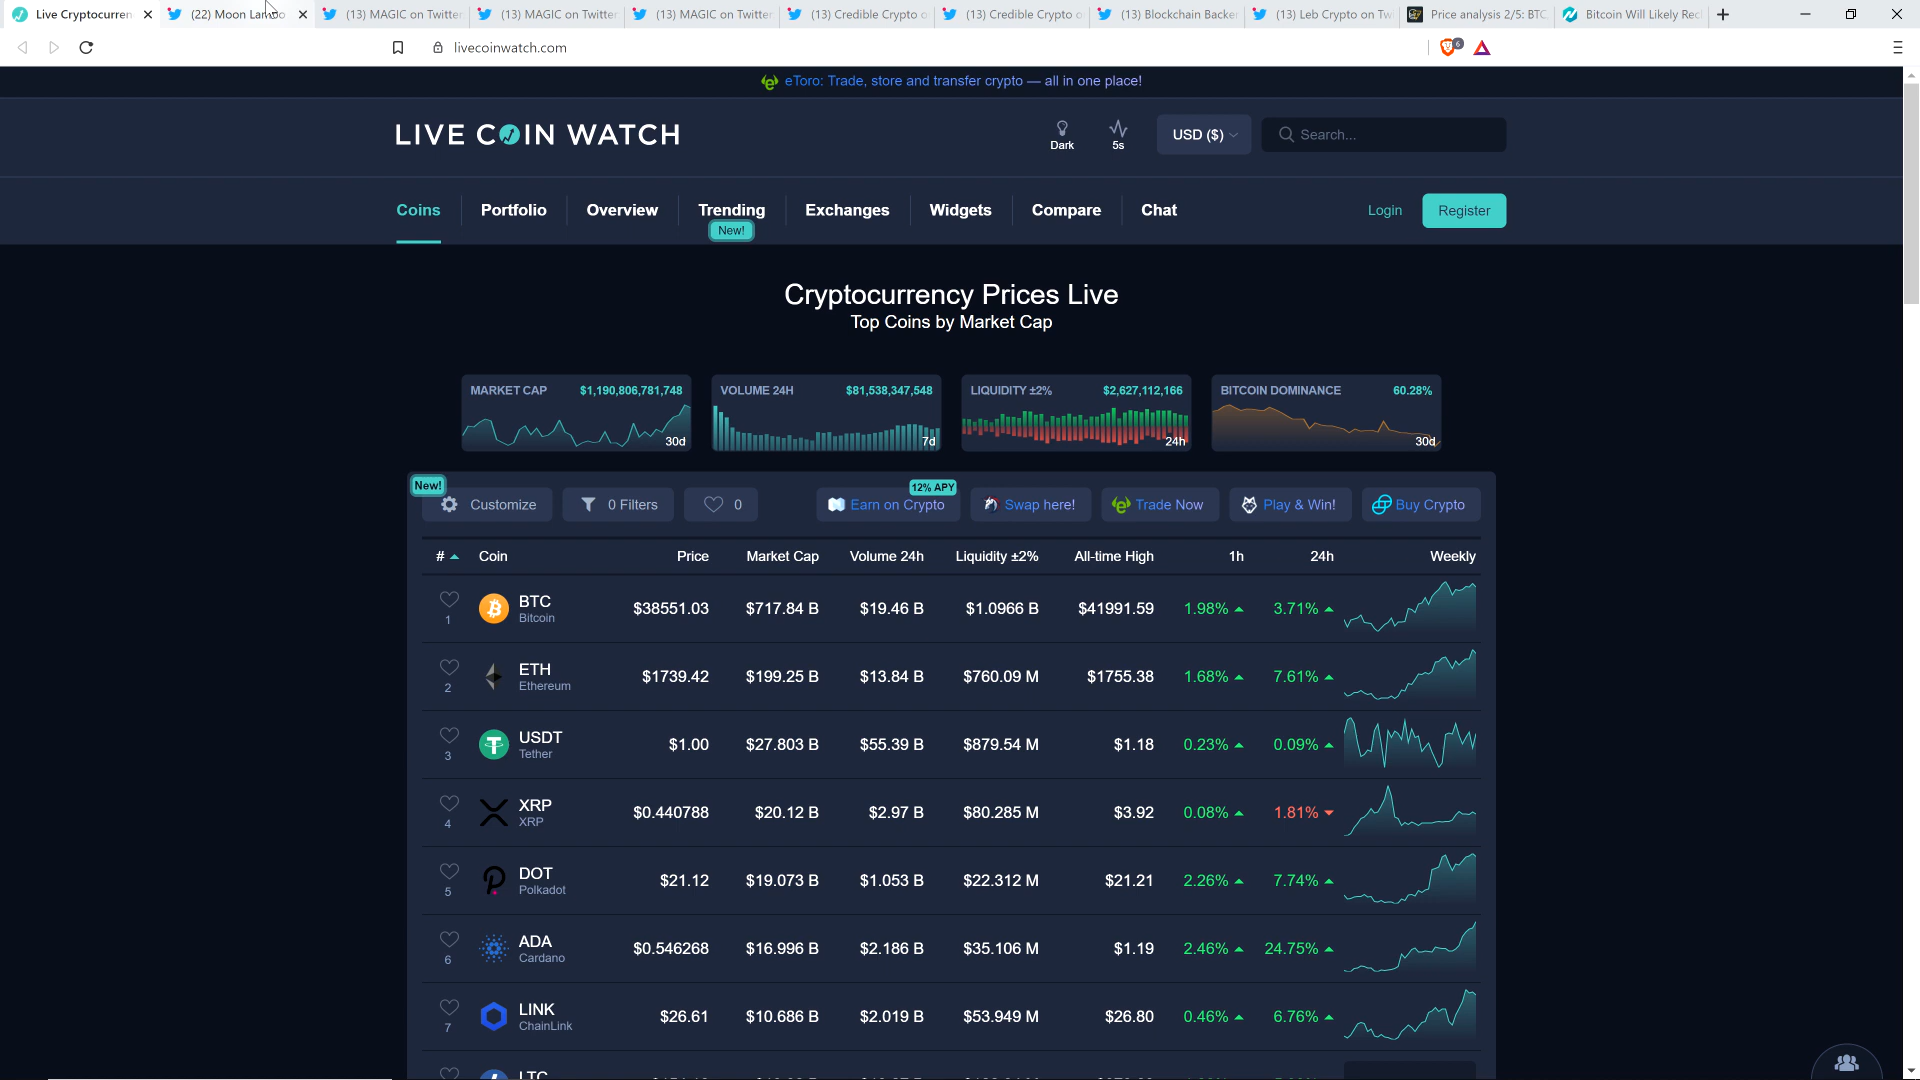 Live Cryptocurren
(22) Moon Lambo
(13) MAGIC on Twitter
(13) MAGIC on Twitter
(13) MAGIC on Twitter
(13) Credible Crypto o
(13) Credible Crypto o
(13) Blockchain Backer
(13) Leb Crypto on Tw
Price analysis 2/5: BTC,
Bitcoin Will Likely Rec
livecoinwatch.com
6
eToro: Trade, store and transfer crypto — all in one place!
LIVE COIN WATCH
Dark
5s
USD ($)
Search...
Coins
Portfolio
Overview
Trending
New!
Exchanges
Widgets
Compare
Chat
Login
Register
Cryptocurrency Prices Live
Top Coins by Market Cap
MARKET CAP $1,190,806,781,748
30d
VOLUME 24H $81,538,347,548
7d
LIQUIDITY ±2% $2,627,112,166
24h
BITCOIN DOMINANCE 60.28%
30d
New!
Customize
0 Filters
0
12% APY
Earn on Crypto
Swap here!
Trade Now
Play & Win!
Buy Crypto
# Coin Price Market Cap Volume 24h Liquidity ±2% All-time High 1h 24h Weekly
1 BTC Bitcoin $38551.03 $717.84 B $19.46 B $1.0966 B $41991.59 1.98% 3.71%
2 ETH Ethereum $1739.42 $199.25 B $13.84 B $760.09 M $1755.38 1.68% 7.61%
3 USDT Tether $1.00 $27.803 B $55.39 B $879.54 M $1.18 0.23% 0.09%
4 XRP XRP $0.440788 $20.12 B $2.97 B $80.285 M $3.92 0.08% 1.81%
5 DOT Polkadot $21.12 $19.073 B $1.053 B $22.312 M $21.21 2.26% 7.74%
6 ADA Cardano $0.546268 $16.996 B $2.186 B $35.106 M $1.19 2.46% 24.75%
7 LINK ChainLink $26.61 $10.686 B $2.019 B $53.949 M $26.80 0.46% 6.76%
LTC